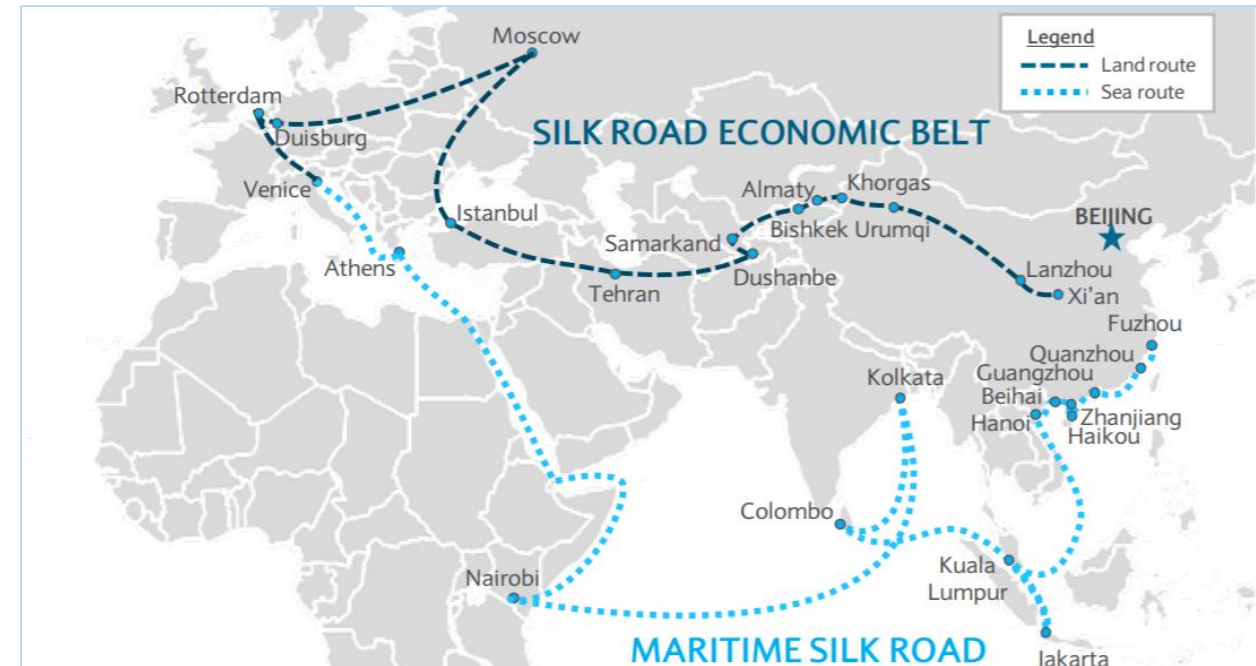 Legend
Land route
Sea route
Moscow
Rotterdam
Duisburg
SILK ROAD ECONOMIC BELT
Venice
Almaty
Khorgas
Istanbul
Bishkek Urumqi
BEIJING
Samarkand
Athens
Dushanbe
Lanzhou
Tehran
Xi'an
Fuzhou
Quanzhou
Guangzhou
Kolkata
Beihai
Zhanjiang
Hanoi
Haikou
Colombo
Nairobi
Kuala
Lumpur
MARITIME SILK ROAD
Jakarta